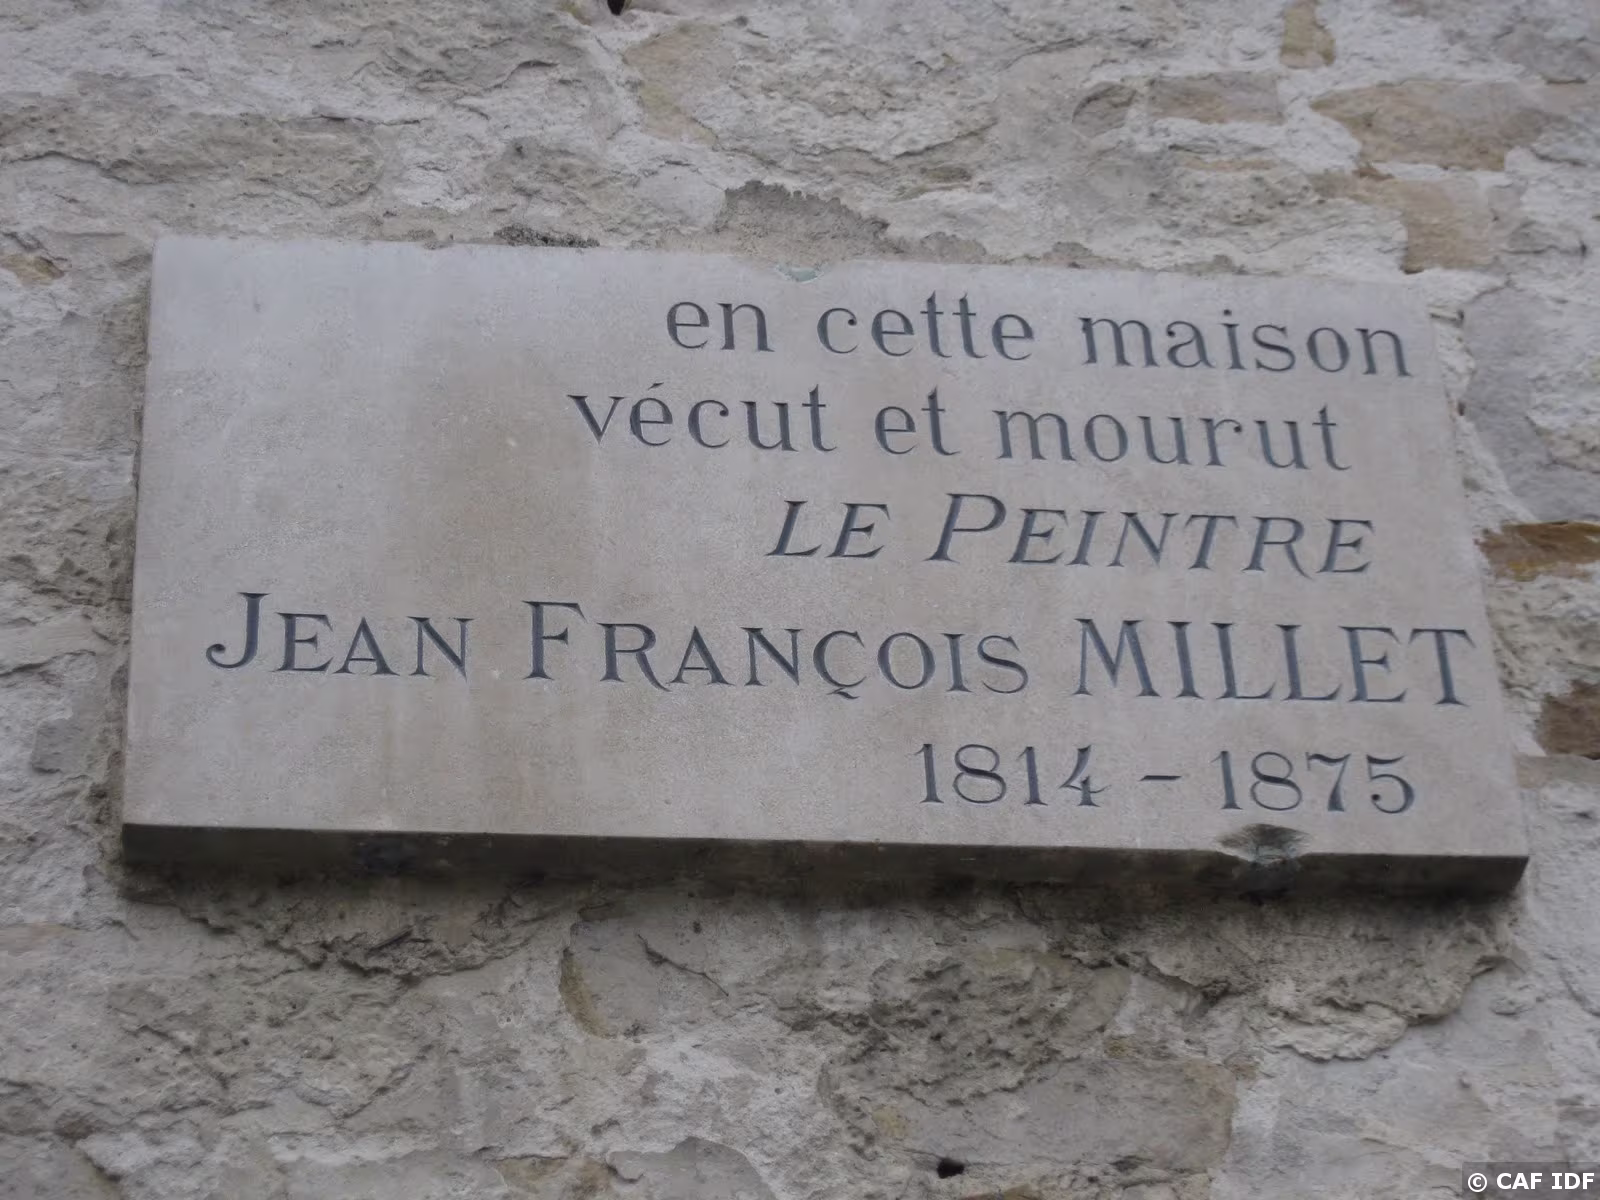 en cette maison
vécut et mourut
LE PEINTRE
JEAN FRANÇOIS MILLET
1814 - 1875
© CAF IDF